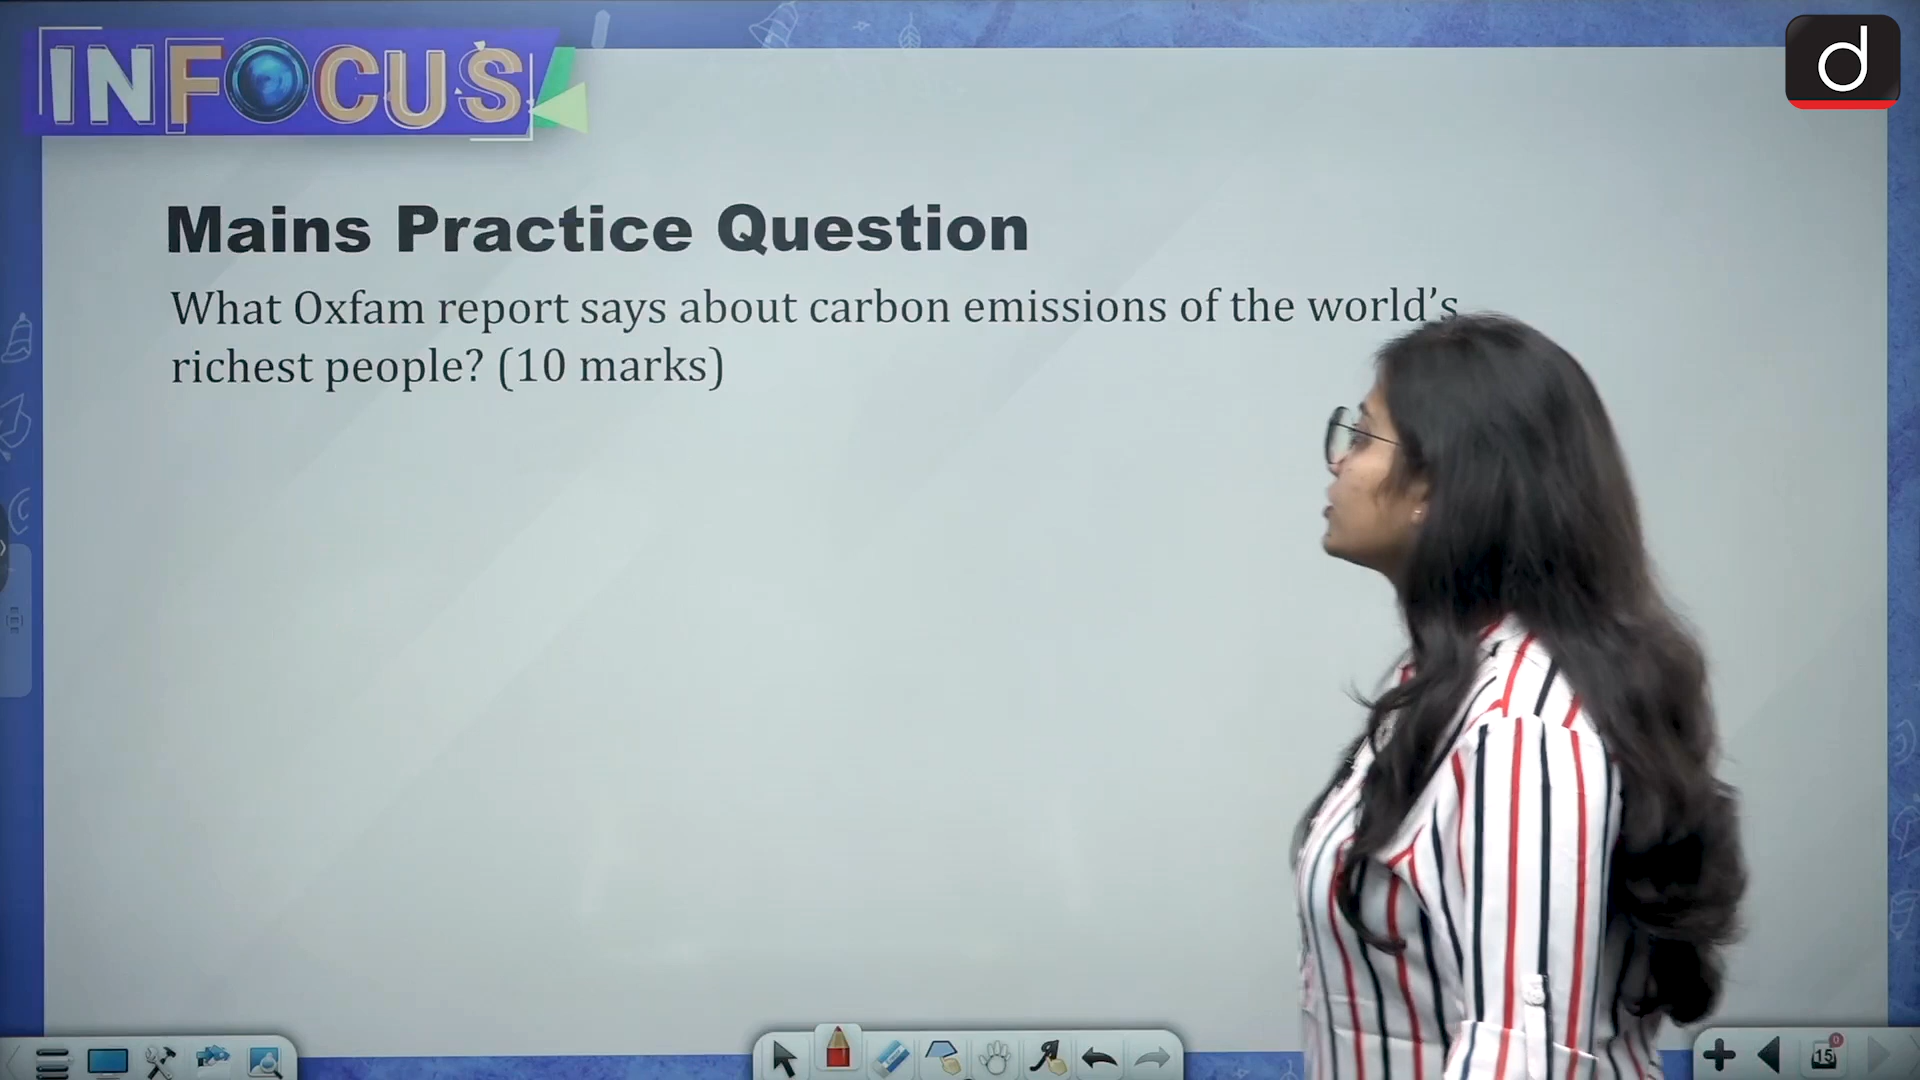 INFOCUS
d
Mains Practice Question
What Oxfam report says about carbon emissions of the world's
richest people? (10 marks)
15
0